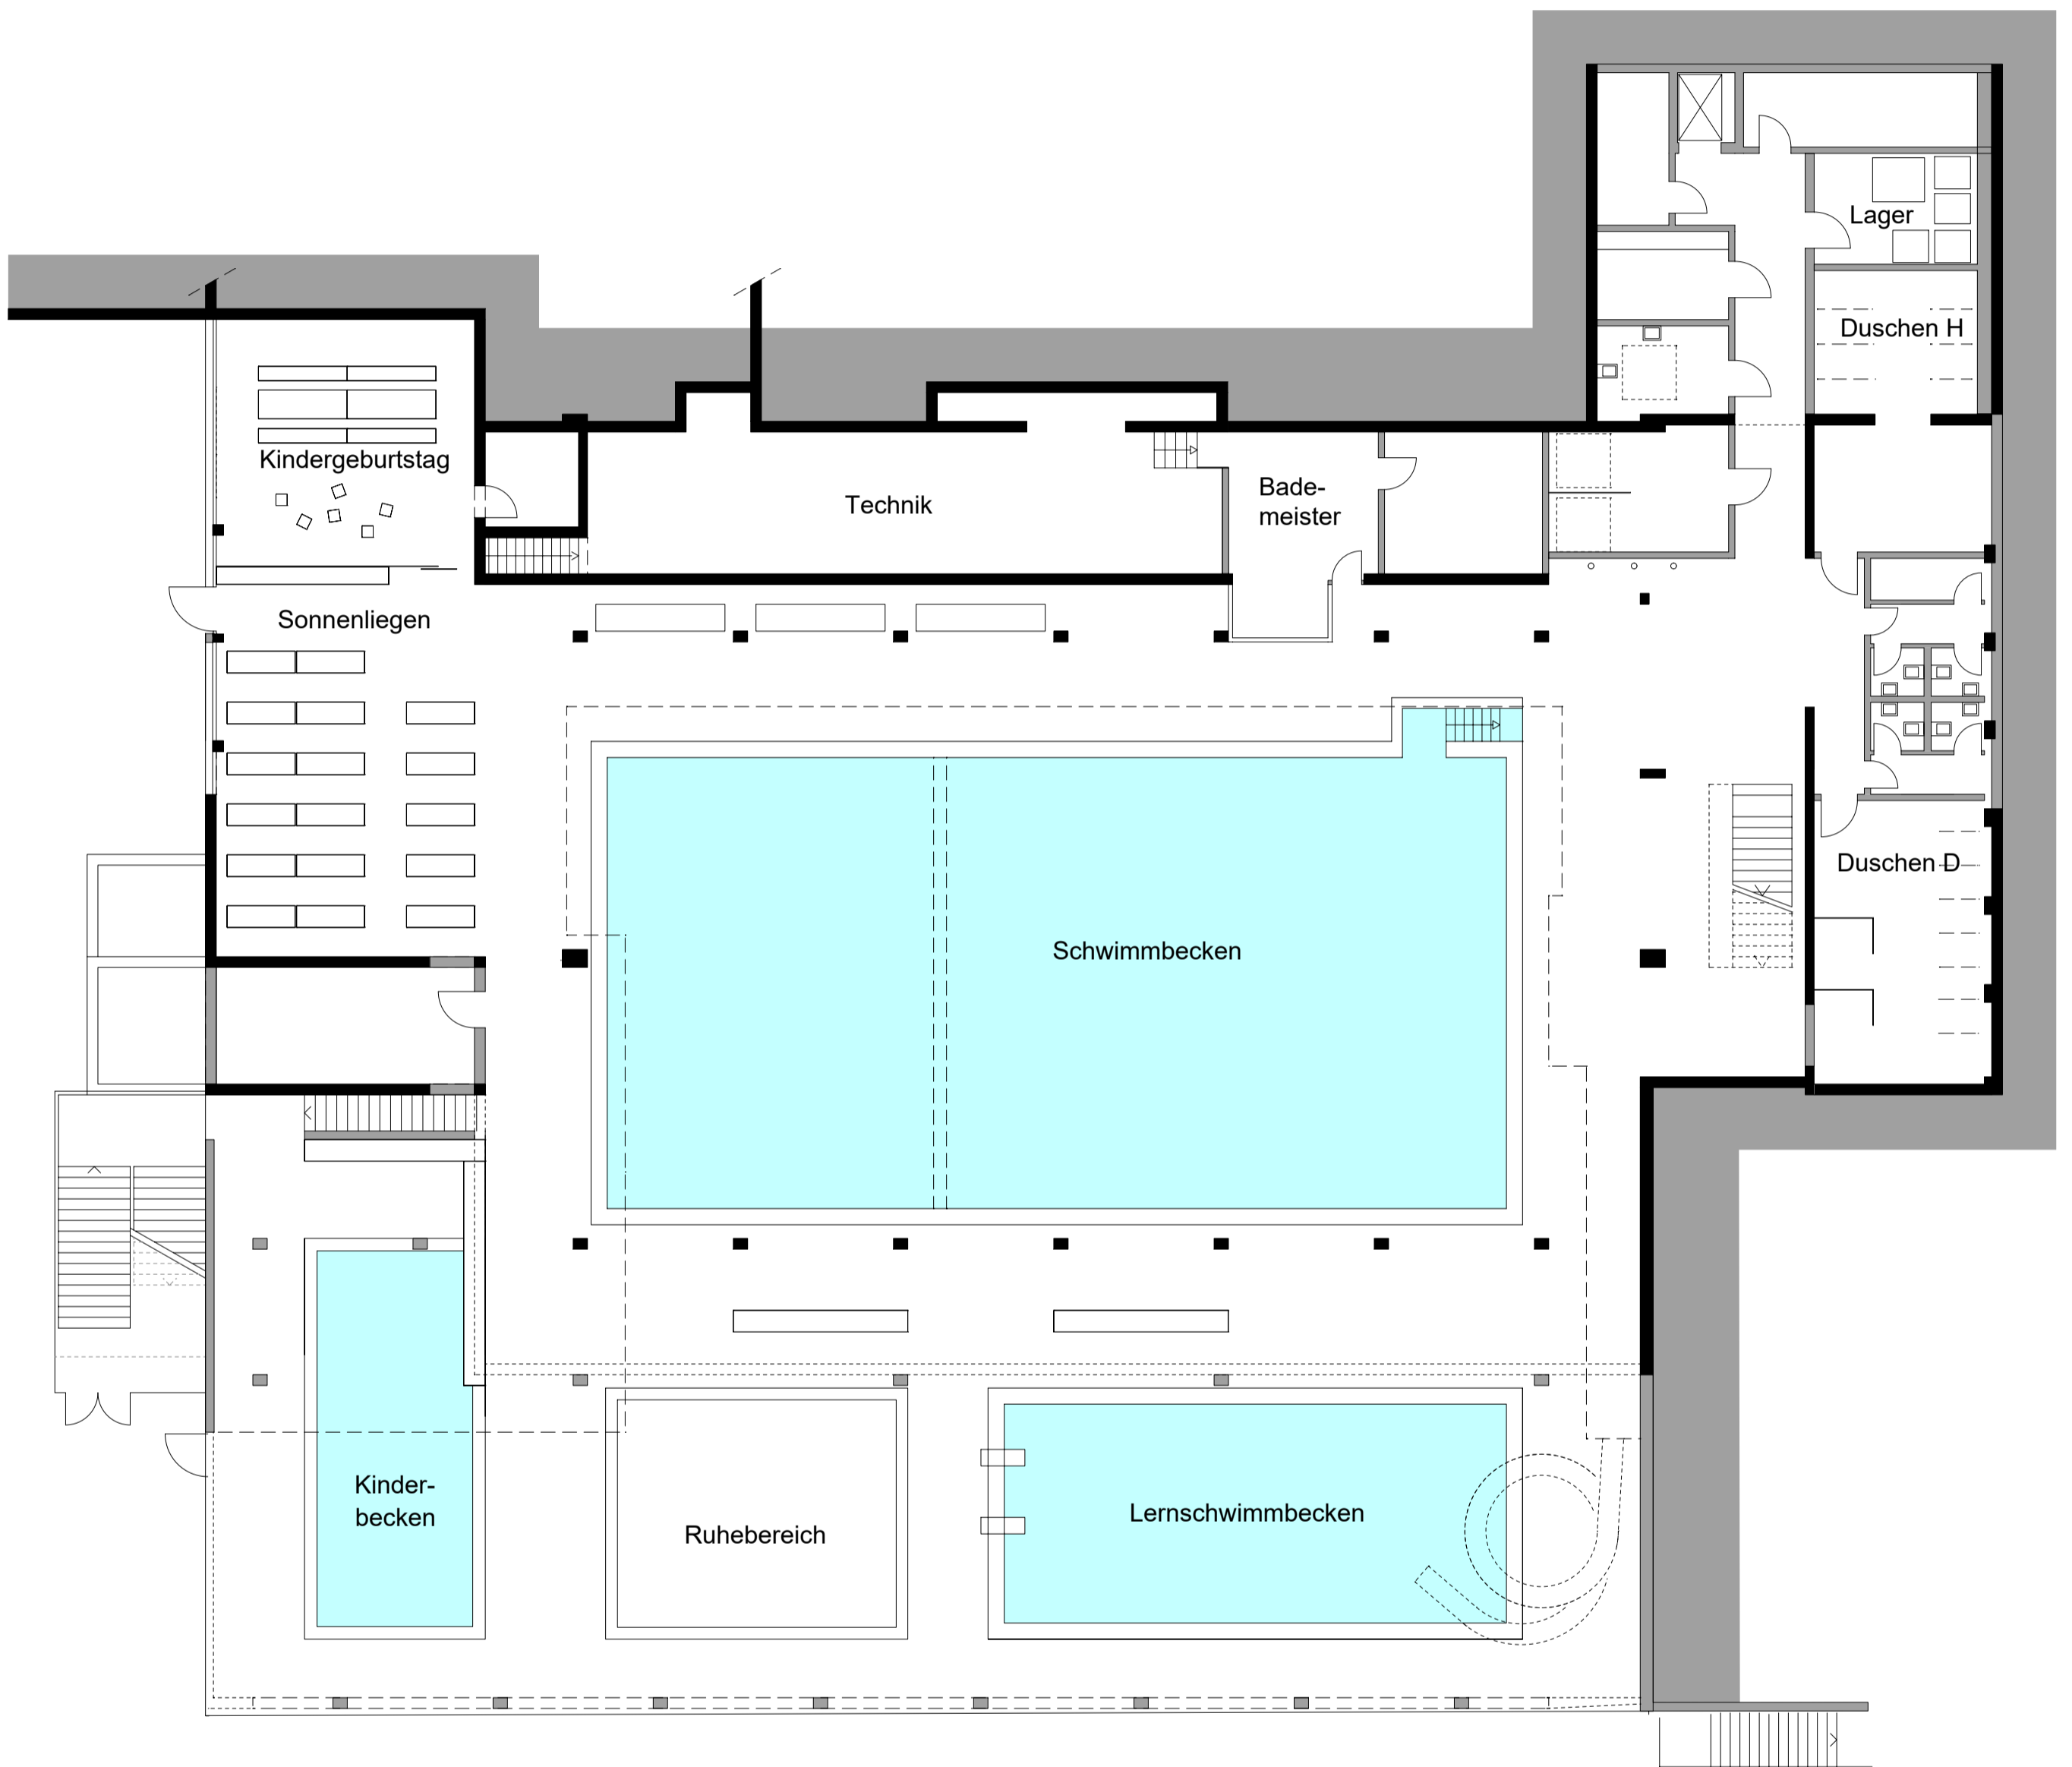 Lager
Duschen H
Kindergeburtstag
Technik
Bade-
meister
Sonnenliegen
Duschen D
Schwimmbecken
Kinder-
becken
Ruhebereich
Lernschwimmbecken